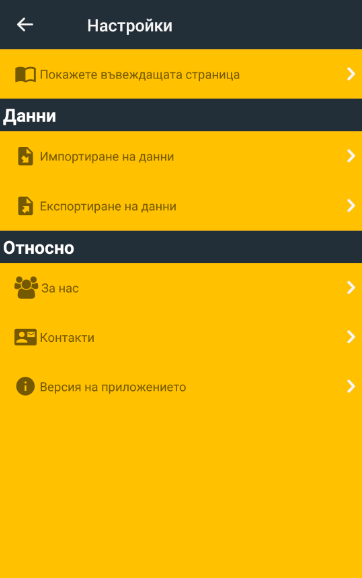 Настройки
Покажете въвеждащата страница
Данни
Импортиране на данни
Експортиране на данни
Относно
За нас
Контакти
Версия на приложението